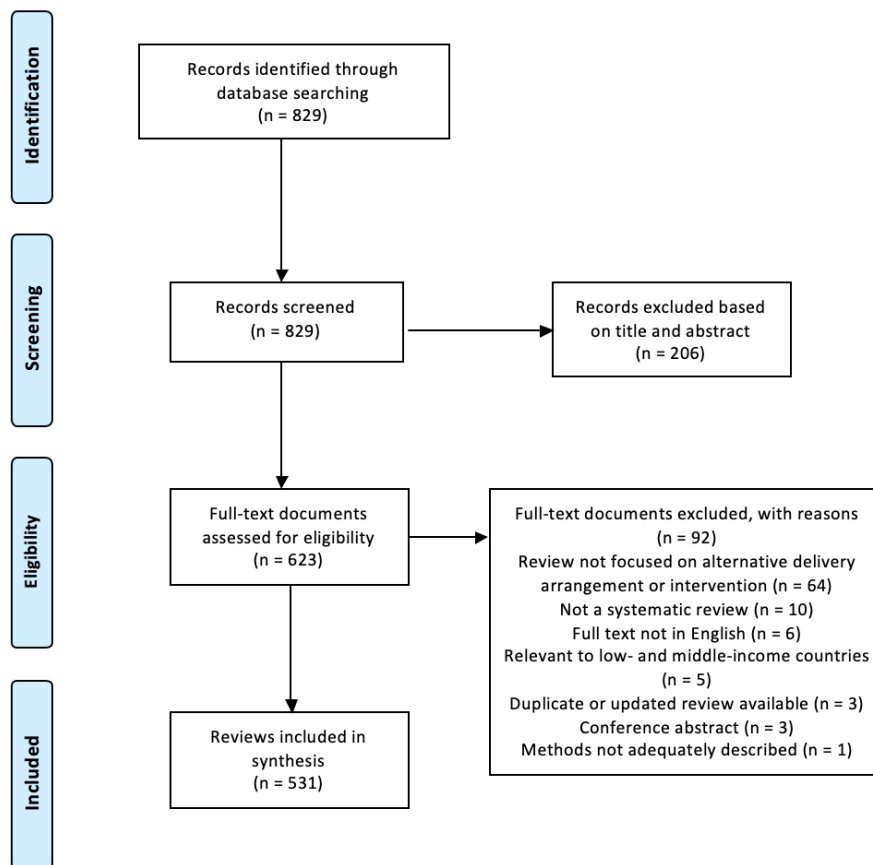 Identification
Records identified through
database searching
(n = 829)
Screening
Records screened
(n = 829)
Records excluded based
on title and abstract
(n = 206)
Eligibility
Full-text documents
assessed for eligibility
(n = 623)
Full-text documents excluded, with reasons
(n = 92)
Review not focused on alternative delivery
arrangement or intervention (n = 64)
Not a systematic review (n = 10)
Full text not in English (n = 6)
Relevant to low- and middle-income countries
(n = 5)
Duplicate or updated review available (n = 3)
Conference abstract (n = 3)
Methods not adequately described (n = 1)
Included
Reviews included in
synthesis
(n = 531)